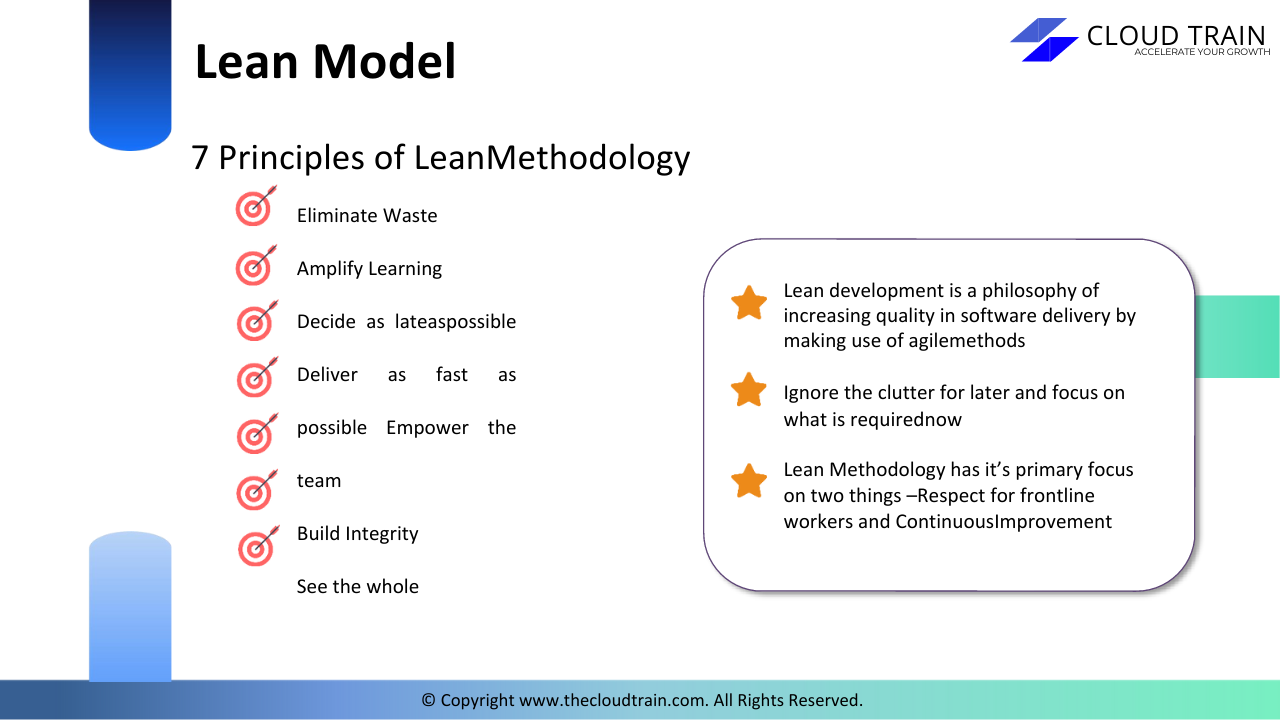 Lean Model
CLOUD TRAIN
ACCELERATE YOUR GROWTH
7 Principles of LeanMethodology
Eliminate Waste
Amplify Learning
Decide as lateaspossible
Deliver as fast as
possible Empower the
team
Build Integrity
See the whole
Lean development is a philosophy of
increasing quality in software delivery by
making use of agilemethods
Ignore the clutter for later and focus on
what is requirednow
Lean Methodology has it’s primary focus
on two things –Respect for frontline
workers and ContinuousImprovement
© Copyright www.thecloudtrain.com. All Rights Reserved.